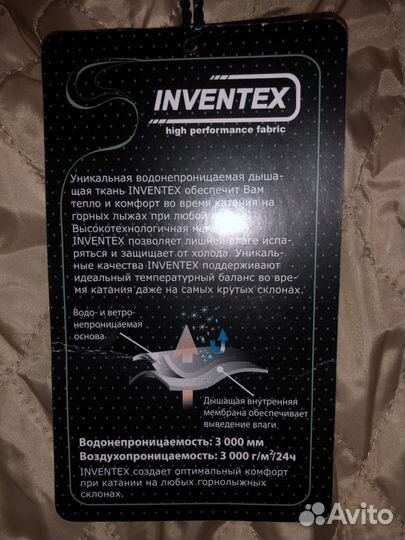 INVENTEX
high performance fabric
Уникальная водонепроницаемая дыша-
щая ткань INVENTEX обеспечит Вам
тепло и комфорт во время катания на
горных лыжах при любой
Высокотехнологичная
INVENTEX позволяет лишней влаге испа-
ряться и защищает от холода. Уникаль-
ные качества INVENTEX поддерживают
идеальный температурный баланс во вре-
мя катания даже на самых крутых склонах.
Водо- и ветро-
непроницаемая
основа
Дышащая внутренняя
мембрана обеспечивает
выведение влаги.
Водонепроницаемость: 3 000 мм
Воздухопроницаемость: 3 000 г/м²/24ч
INVENTEX создает оптимальный комфорт
при катании на любых горнолыжных
склонах.
Avito